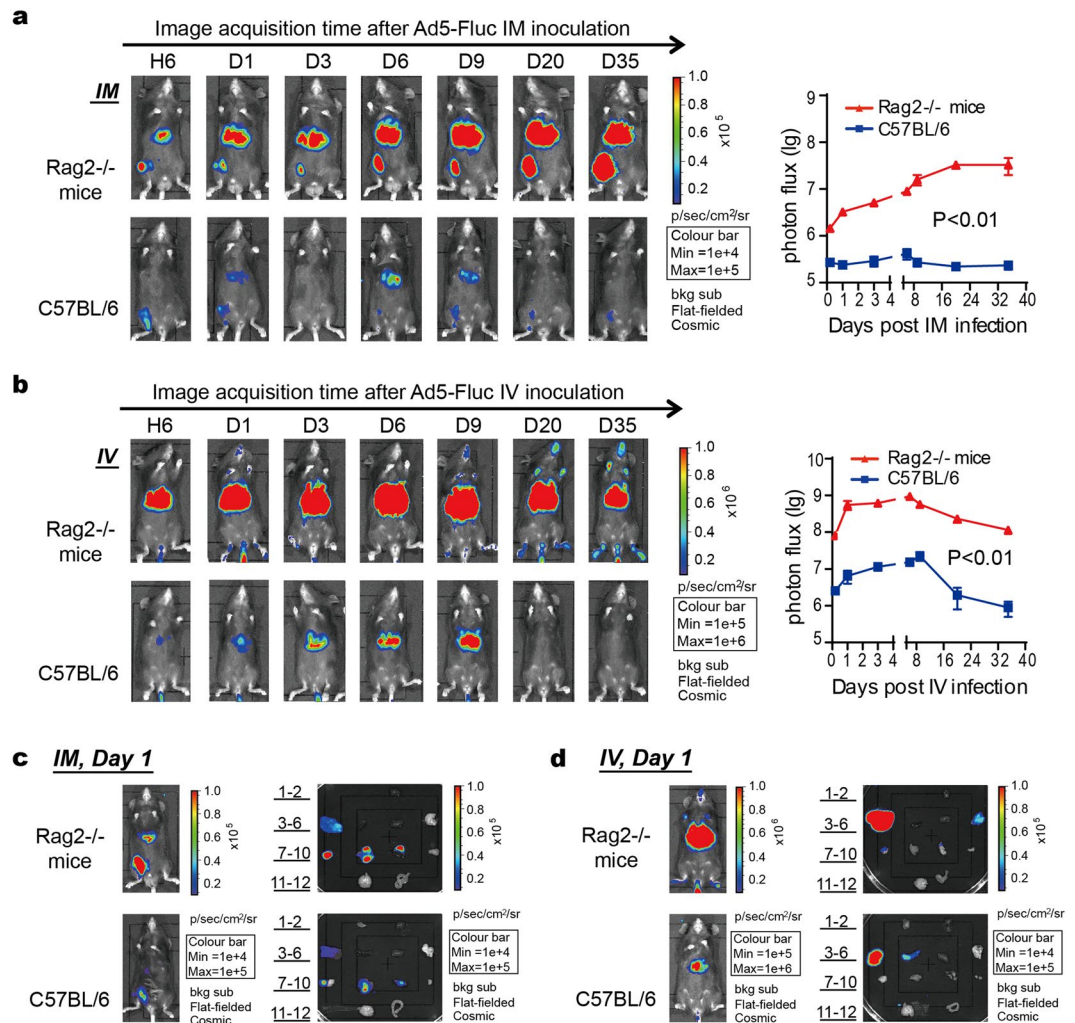 a
Image acquisition time after Ad5-Fluc IM inoculation
H6 D1 D3 D6 D9 D20 D35
IM
Rag2-/-
mice
C57BL/6
1.0
0.8
0.6
0.4
0.2
x10⁵
p/sec/cm²/sr
Colour bar
Min =1e+4
Max=1e+5
bkg sub
Flat-fielded
Cosmic
photon flux (lg)
9
8
7
6
5
Rag2-/- mice
C57BL/6
P<0.01
0 1 2 3 4 8 16 24 32 40
Days post IM infection
b
Image acquisition time after Ad5-Fluc IV inoculation
H6 D1 D3 D6 D9 D20 D35
IV
Rag2-/-
mice
C57BL/6
1.0
0.8
0.6
0.4
0.2
x10⁶
p/sec/cm²/sr
Colour bar
Min =1e+5
Max=1e+6
bkg sub
Flat-fielded
Cosmic
photon flux (lg)
10
9
8
7
6
5
Rag2-/- mice
C57BL/6
P<0.01
0 1 2 3 4 8 16 24 32 40
Days post IV infection
c
IM, Day 1
Rag2-/-
mice
C57BL/6
1.0
0.8
0.6
0.4
0.2
x10⁵
p/sec/cm²/sr
Colour bar
Min =1e+4
Max=1e+5
bkg sub
Flat-fielded
Cosmic
1-2
3-6
7-10
11-12
1-2
3-6
7-10
11-12
1.0
0.8
0.6
0.4
0.2
x10⁵
p/sec/cm²/sr
Colour bar
Min =1e+4
Max=1e+5
bkg sub
Flat-fielded
Cosmic
d
IV, Day 1
Rag2-/-
mice
C57BL/6
1.0
0.8
0.6
0.4
0.2
x10⁶
p/sec/cm²/sr
Colour bar
Min =1e+5
Max=1e+6
bkg sub
Flat-fielded
Cosmic
1-2
3-6
7-10
11-12
1-2
3-6
7-10
11-12
1.0
0.8
0.6
0.4
0.2
x10⁵
p/sec/cm²/sr
Colour bar
Min =1e+4
Max=1e+5
bkg sub
Flat-fielded
Cosmic